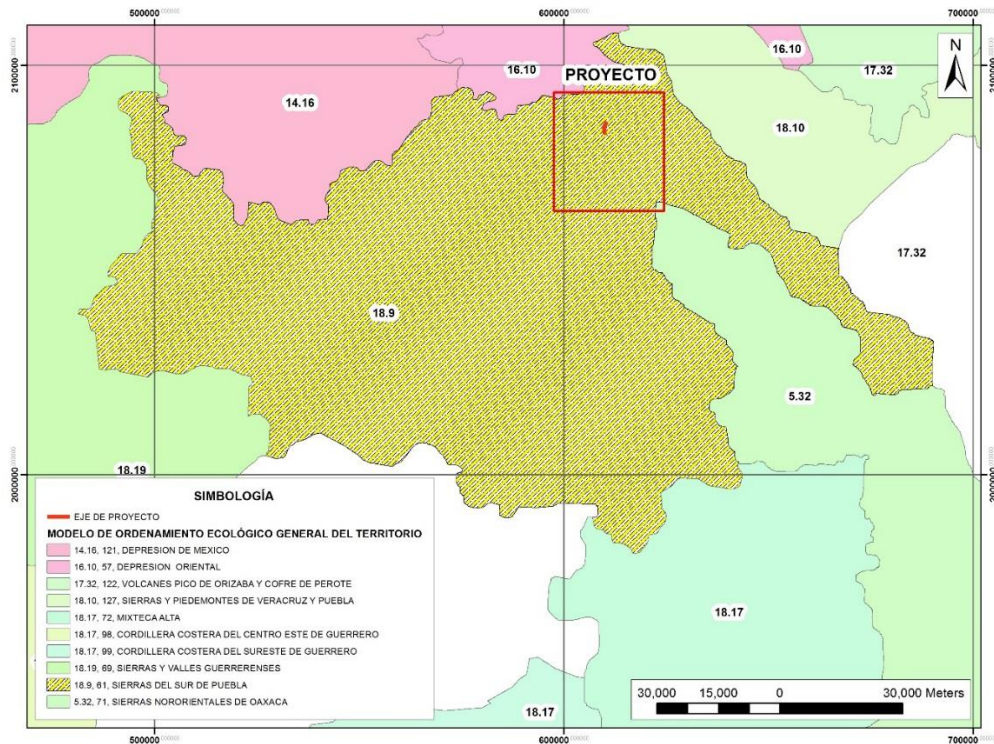 500000
600000
700000
2100000
2100000
N
16.10
16.10
17.32
PROYECTO
14.16
18.10
17.32
18.9
5.32
18.19
2000000
2000000
SIMBOLOGÍA
EJE DE PROYECTO
MODELO DE ORDENAMIENTO ECOLÓGICO GENERAL DEL TERRITORIO
14.16, 121, DEPRESION DE MEXICO
16.10, 57, DEPRESION ORIENTAL
17.32, 122, VOLCANES PICO DE ORIZABA Y COFRE DE PEROTE
18.10, 127, SIERRAS Y PIEDEMONTES DE VERACRUZ Y PUEBLA
18.17, 72, MIXTECA ALTA
18.17, 98, CORDILLERA COSTERA DEL CENTRO ESTE DE GUERRERO
18.17, 99, CORDILLERA COSTERA DEL SURESTE DE GUERRERO
18.19, 69, SIERRAS Y VALLES GUERRERENSES
18.9, 61, SIERRAS DEL SUR DE PUEBLA
5.32, 71, SIERRAS NORORIENTALES DE OAXACA
18.17
18.17
30,000 15,000 0 30,000 Meters
500000
600000
700000